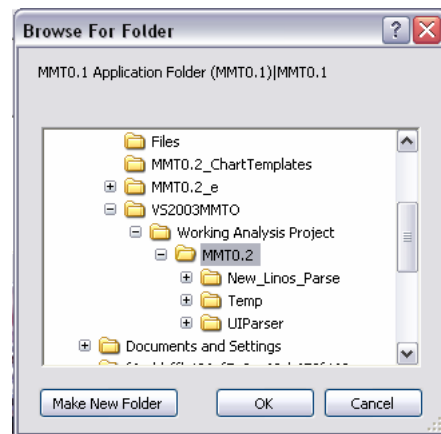 Browse For Folder
MMT0.1 Application Folder (MMT0.1)|MMT0.1
Files
MMT0.2_ChartTemplates
MMT0.2_e
VS2003MMTO
Working Analysis Project
MMT0.2
New_Linos_Parse
Temp
UIParser
Documents and Settings
Make New Folder
OK
Cancel